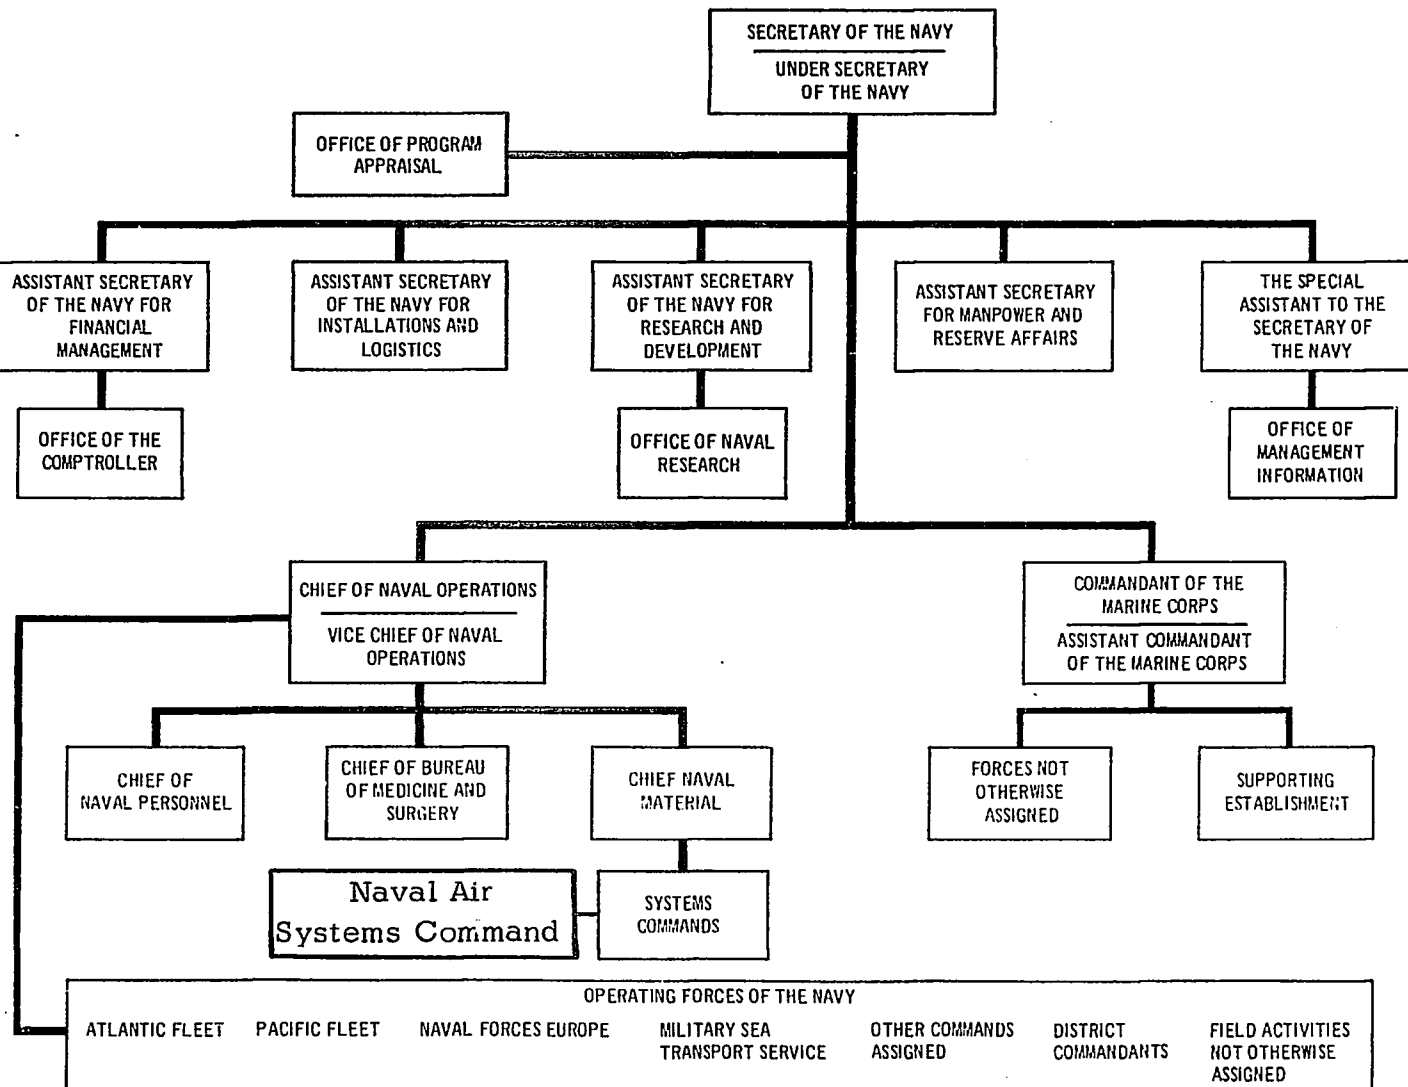 SECRETARY OF THE NAVY
UNDER SECRETARY
OF THE NAVY
OFFICE OF PROGRAM
APPRAISAL
ASSISTANT SECRETARY
OF THE NAVY FOR
FINANCIAL
MANAGEMENT
ASSISTANT SECRETARY
OF THE NAVY FOR
INSTALLATIONS AND
LOGISTICS
ASSISTANT SECRETARY
OF THE NAVY FOR
RESEARCH AND
DEVELOPMENT
ASSISTANT SECRETARY
FOR MANPOWER AND
RESERVE AFFAIRS
THE SPECIAL
ASSISTANT TO THE
SECRETARY OF
THE NAVY
OFFICE OF THE
COMPTROLLER
OFFICE OF NAVAL
RESEARCH
OFFICE OF
MANAGEMENT
INFORMATION
CHIEF OF NAVAL OPERATIONS
VICE CHIEF OF NAVAL
OPERATIONS
COMMANDANT OF THE
MARINE CORPS
ASSISTANT COMMANDANT
OF THE MARINE CORPS
CHIEF OF
NAVAL PERSONNEL
CHIEF OF BUREAU
OF MEDICINE AND
SURGERY
CHIEF NAVAL
MATERIAL
FORCES NOT
OTHERWISE
ASSIGNED
SUPPORTING
ESTABLISHMENT
Naval Air
Systems Command
SYSTEMS
COMMANDS
OPERATING FORCES OF THE NAVY
ATLANTIC FLEET
PACIFIC FLEET
NAVAL FORCES EUROPE
MILITARY SEA
TRANSPORT SERVICE
OTHER COMMANDS
ASSIGNED
DISTRICT
COMMANDANTS
FIELD ACTIVITIES
NOT OTHERWISE
ASSIGNED